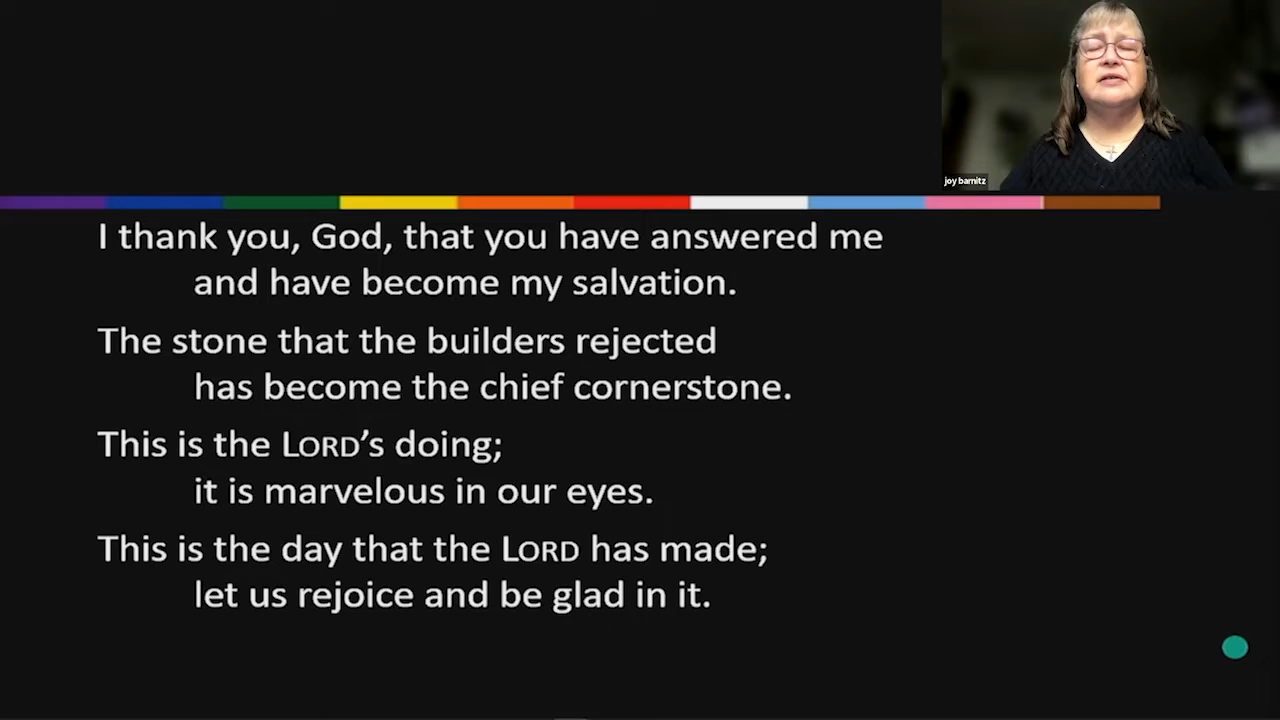 joy barnitz
I thank you, God, that you have answered me
and have become my salvation.
The stone that the builders rejected
has become the chief cornerstone.
This is the LORD’s doing;
it is marvelous in our eyes.
This is the day that the LORD has made;
let us rejoice and be glad in it.